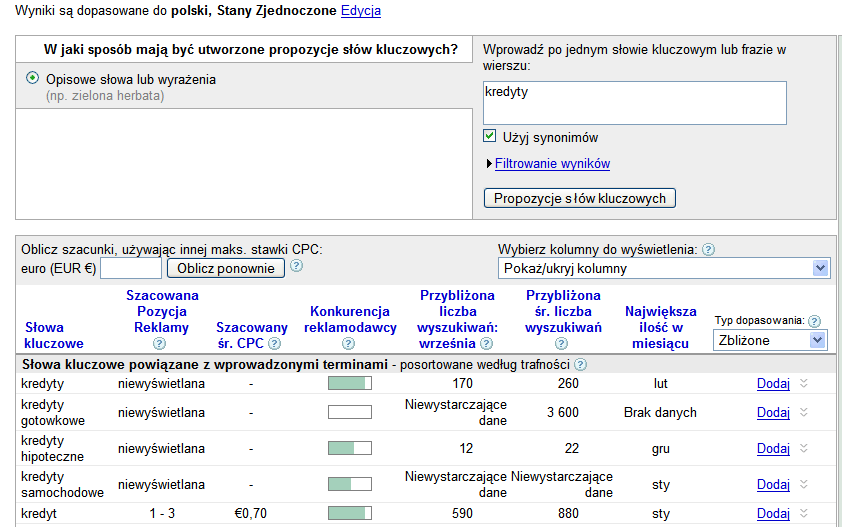 Wyniki są dopasowane do polski, Stany Zjednoczone Edycja
W jaki sposób mają być utworzone propozycje słów kluczowych?
Opisowe słowa lub wyrażenia
(np. zielona herbata)
Wprowadź po jednym słowie kluczowym lub frazie w
wierszu:
kredyty
Użyj synonimów
Filtrowanie wyników
Propozycje słów kluczowych
Oblicz szacunki, używając innej maks. stawki CPC:
euro (EUR €) Oblicz ponownie ?
Wybierz kolumny do wyświetlenia: ?
Pokaż/ukryj kolumny
Słowa
kluczowe
Szacowana
Pozycja
Reklamy
?
Szacowany
śr. CPC ?
Konkurencja
reklamodawcy
?
Przybliżona
liczba
wyszukiwań:
września ?
Przybliżona
śr. liczba
wyszukiwań
?
Największa
ilość w
miesiącu
Typ dopasowania: ?
Zbliżone
Słowa kluczowe powiązane z wprowadzonymi terminami - posortowane według trafności ?
kredyty niewyświetlana - 170 260 lut Dodaj
kredyty
gotowkowe niewyświetlana - Niewystarczające
dane 3 600 Brak danych Dodaj
kredyty
hipoteczne niewyświetlana - 12 22 gru Dodaj
kredyty
samochodowe niewyświetlana - Niewystarczające
dane Niewystarczające
dane sty Dodaj
kredyt 1 - 3 €0,70 590 880 sty Dodaj